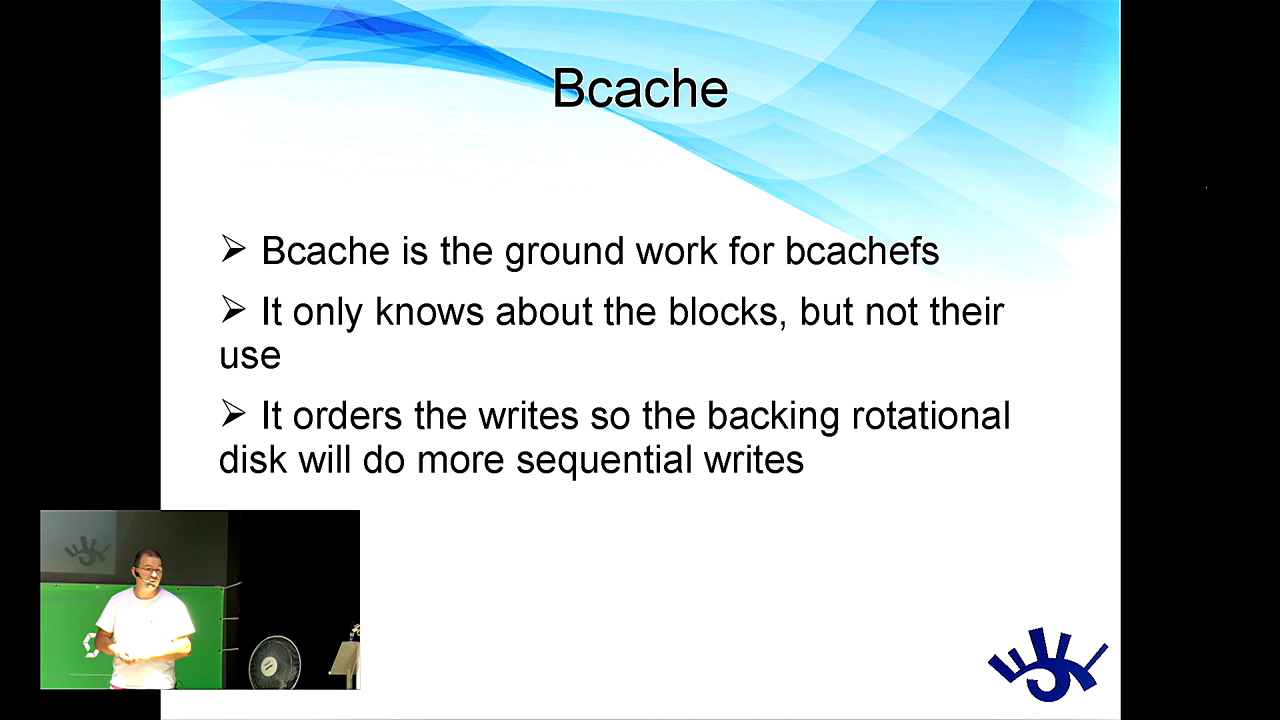 Bcache
➢ Bcache is the ground work for bcachefs
➢ It only knows about the blocks, but not their
use
➢ It orders the writes so the backing rotational
disk will do more sequential writes